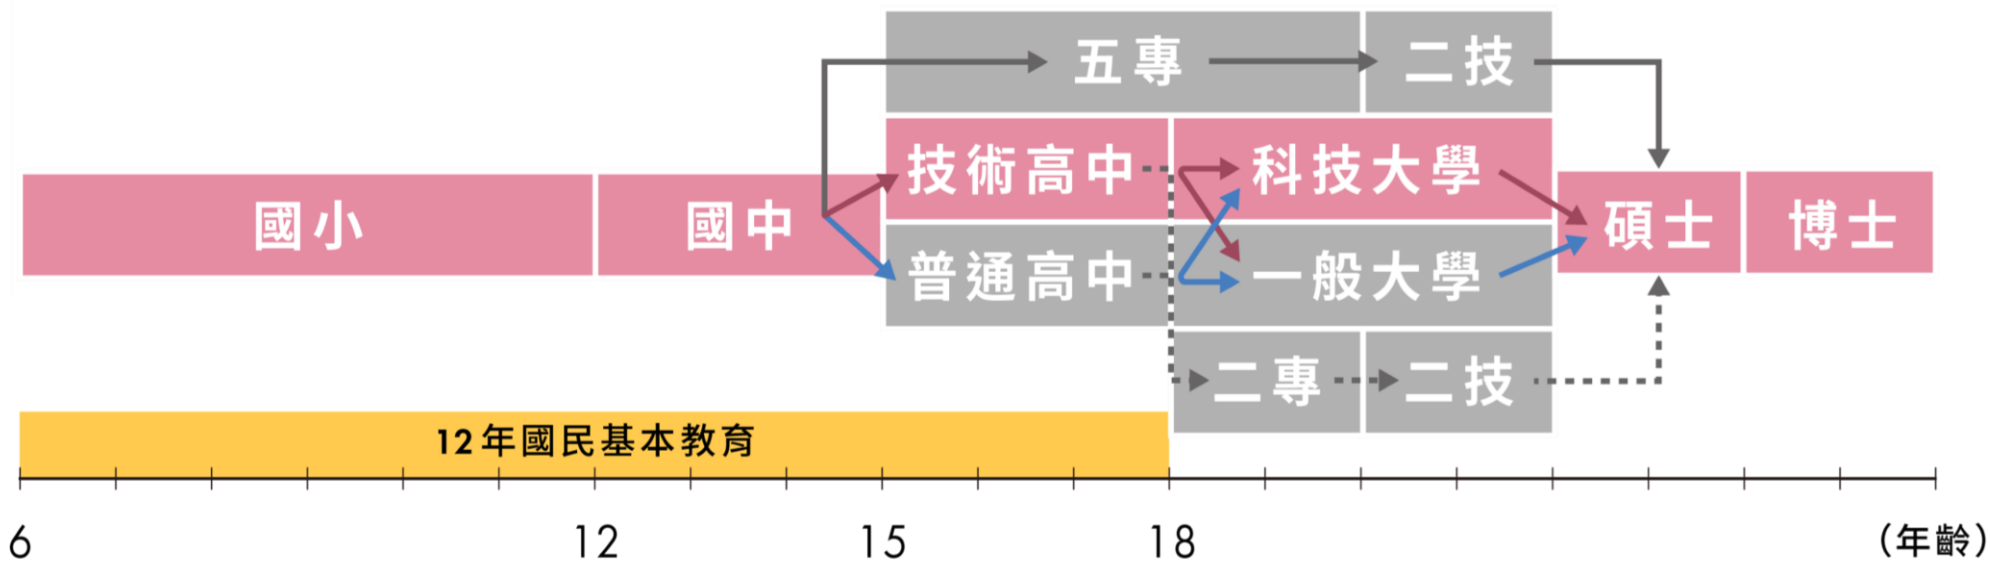 五專 二技
技術高中 科技大學
國小 國中 碩士 博士
普通高中 一般大學
二專 二技
12年國民基本教育
6 12 15 18 (年齡)